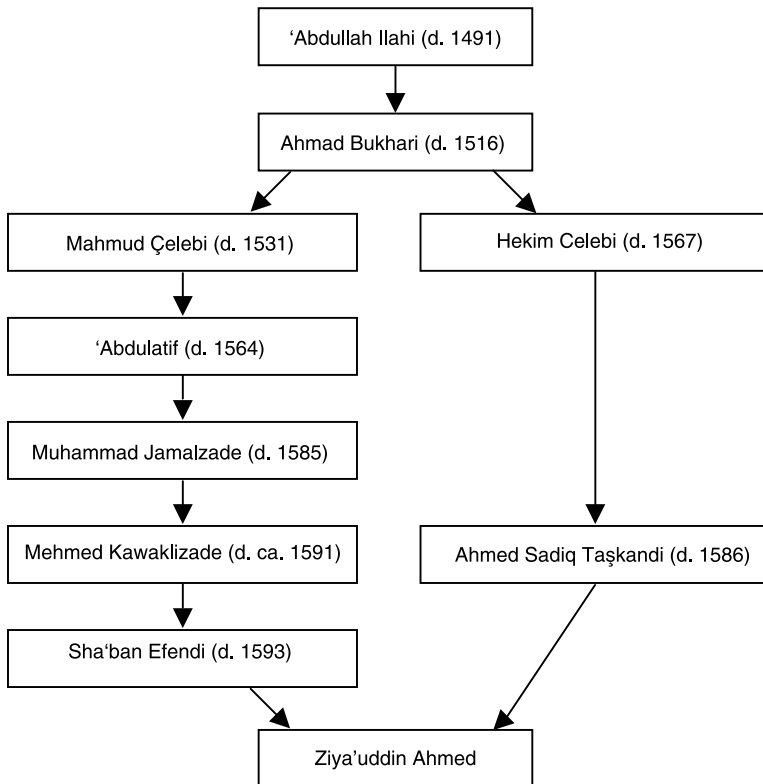 ‘Abdullah Ilahi (d. 1491)
Ahmad Bukhari (d. 1516)
Mahmud Çelebi (d. 1531)
Hekim Celebi (d. 1567)
‘Abdulatif (d. 1564)
Muhammad Jamalzade (d. 1585)
Mehmed Kawaklizade (d. ca. 1591)
Ahmed Sadiq Taşkandi (d. 1586)
Sha‘ban Efendi (d. 1593)
Ziya’uddin Ahmed